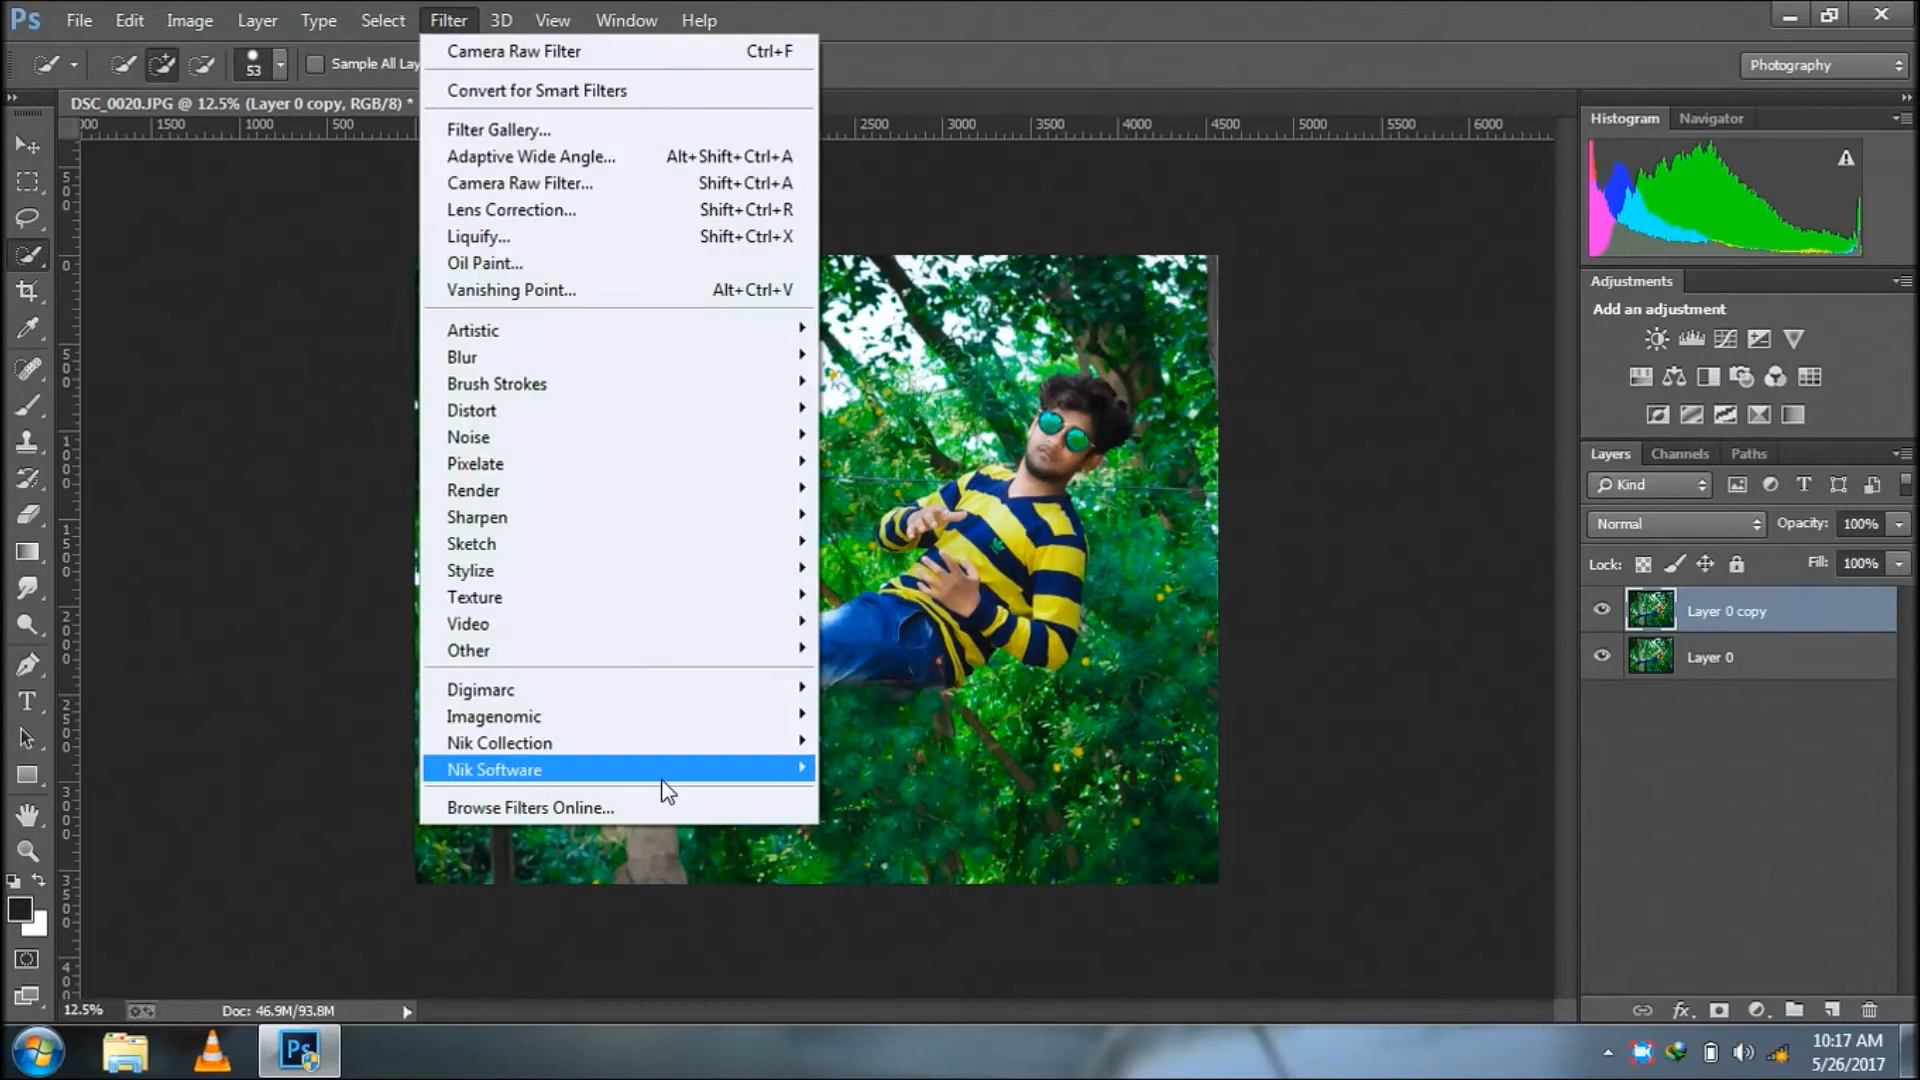 Ps File Edit Image Layer Type Select Filter 3D View Window Help
53 Sample All Lay
Photography
DSC_0020.JPG @ 12.5% (Layer 0 copy, RGB/8) *
1500 1000 500 2500 3000 3500 4000 4500 5000 5500 6000
Camera Raw Filter Ctrl+F
Convert for Smart Filters
Filter Gallery...
Adaptive Wide Angle... Alt+Shift+Ctrl+A
Camera Raw Filter... Shift+Ctrl+A
Lens Correction... Shift+Ctrl+R
Liquify... Shift+Ctrl+X
Oil Paint...
Vanishing Point... Alt+Ctrl+V
Artistic
Blur
Brush Strokes
Distort
Noise
Pixelate
Render
Sharpen
Sketch
Stylize
Texture
Video
Other
Digimarc
Imagenomic
Nik Collection
Nik Software
Browse Filters Online...
Histogram Navigator
Adjustments
Add an adjustment
Layers Channels Paths
Kind
Normal Opacity: 100%
Lock: Fill: 100%
Layer 0 copy
Layer 0
12.5% Doc: 46.9M/93.8M
Ps
10:17 AM
5/26/2017